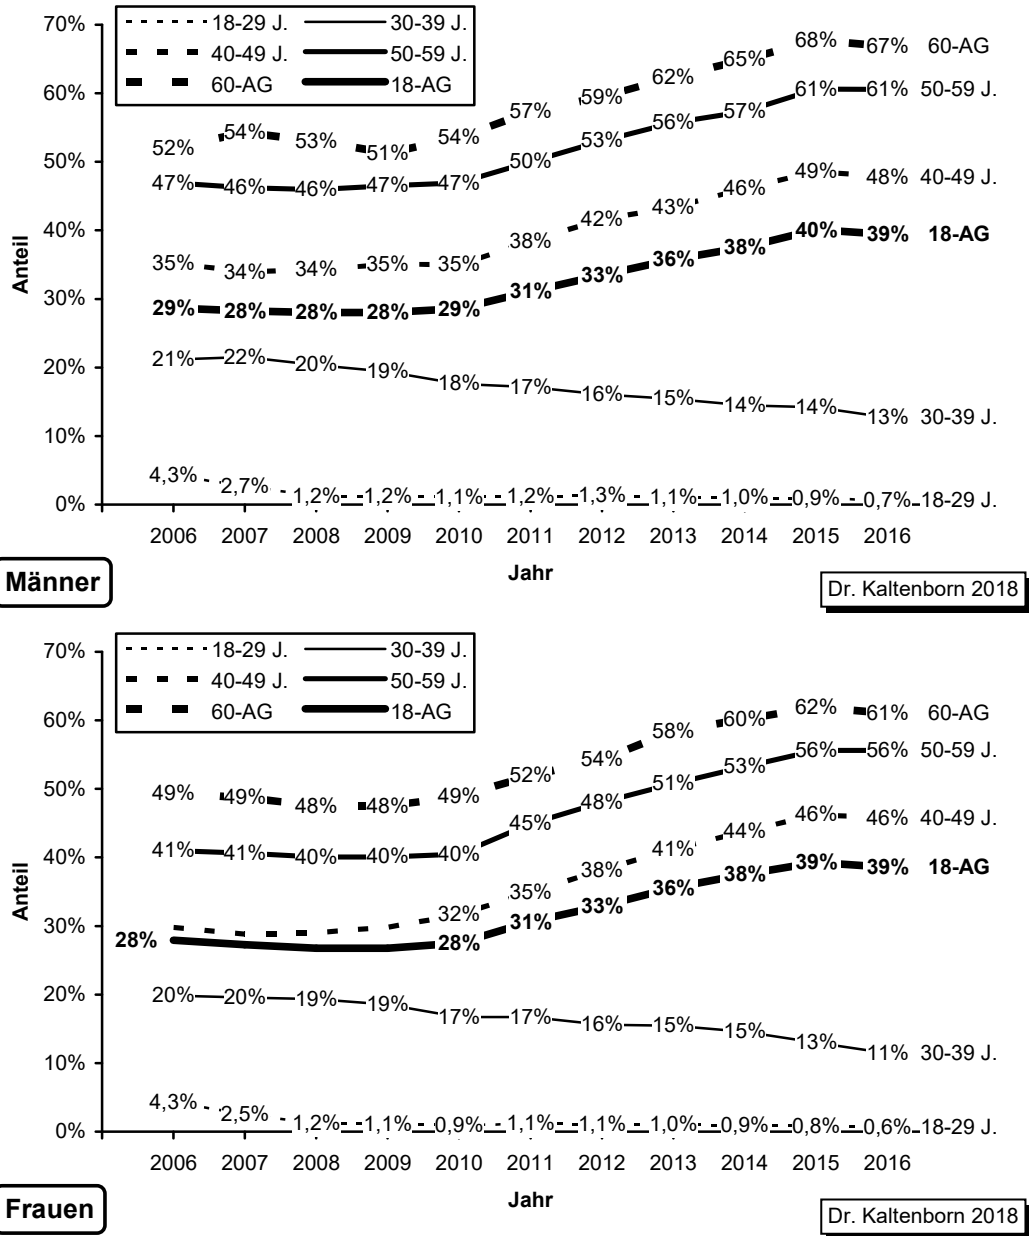 70%
18-29 J. 30-39 J.
40-49 J. 50-59 J.
60-AG 18-AG
68% 67% 60-AG
65%
62%
60% 59%
57%
52% 54% 53% 51% 54%
61% 61% 50-59 J.
57%
56%
53%
50% 50%
47% 46% 46% 47% 47%
49% 48% 40-49 J.
46%
43%
42%
40% 38%
35% 34% 34% 35% 35%
40% 39% 18-AG
38%
36%
33%
30% 31%
29% 28% 28% 28% 29%
20% 21% 22% 20% 19% 18% 17% 16% 15% 14% 14% 13% 30-39 J.
10%
4,3% 2,7% 1,2% 1,2% 1,1% 1,2% 1,3% 1,1% 1,0% 0,9% 0,7% 18-29 J.
0%
Anteil
2006 2007 2008 2009 2010 2011 2012 2013 2014 2015 2016
Jahr
Männer
Dr. Kaltenborn 2018
70%
18-29 J. 30-39 J.
40-49 J. 50-59 J.
60-AG 18-AG
60%
49% 49% 48% 48% 49% 52% 54% 58% 60% 62% 61% 60-AG
50%
41% 41% 40% 40% 40% 45% 48% 51% 53% 56% 56% 50-59 J.
40%
32% 35% 38% 41% 44% 46% 46% 40-49 J.
30%
28% 28% 31% 33% 36% 38% 39% 39% 18-AG
20%
20% 20% 19% 19% 17% 17% 16% 15% 15% 13% 11% 30-39 J.
10%
4,3% 2,5% 1,2% 1,1% 0,9% 1,1% 1,1% 1,0% 0,9% 0,8% 0,6% 18-29 J.
0%
Anteil
2006 2007 2008 2009 2010 2011 2012 2013 2014 2015 2016
Jahr
Frauen
Dr. Kaltenborn 2018